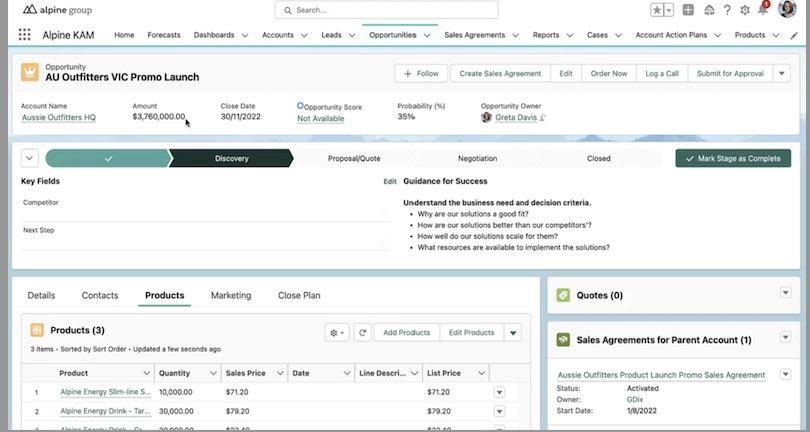 alpine group
Search...
1
Alpine KAM Home Forecasts Dashboards Accounts Leads Opportunities Sales Agreements Reports Cases Account Action Plans Products
Opportunity
AU Outfitters VIC Promo Launch
Follow Create Sales Agreement Edit Order Now Log a Call Submit for Approval
Account Name Amount Close Date Opportunity Score Probability (%) Opportunity Owner
Aussie Outfitters HQ $3,760,000.00 30/11/2022 Not Available 35% Greta Davis
Discovery Proposal/Quote Negotiation Closed Mark Stage as Complete
Key Fields Edit Guidance for Success
Competitor
Next Step
Understand the business need and decision criteria.
• Why are our solutions a good fit?
• How are our solutions better than our competitors'?
• How well do our solutions scale for them?
• What resources are available to implement the solutions?
Details Contacts Products Marketing Close Plan
Products (3) Add Products Edit Products
3 items • Sorted by Sort Order • Updated a few seconds ago
Product Quantity Sales Price Date Line Descri... List Price
1 Alpine Energy Slim-line S... 10,000.00 $71.20 $71.20
2 Alpine Energy Drink - Tar... 30,000.00 $79.20 $79.20
Quotes (0)
Sales Agreements for Parent Account (1)
Aussie Outfitters Product Launch Promo Sales Agreement
Status: Activated
Owner: GDix
Start Date: 1/8/2022